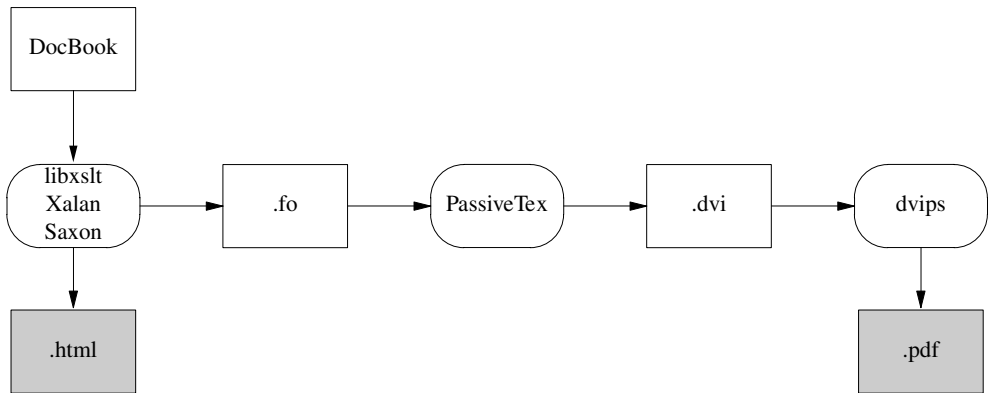 DocBook
libxslt
Xalan
Saxon
.fo
PassiveTex
.dvi
dvips
.html
.pdf